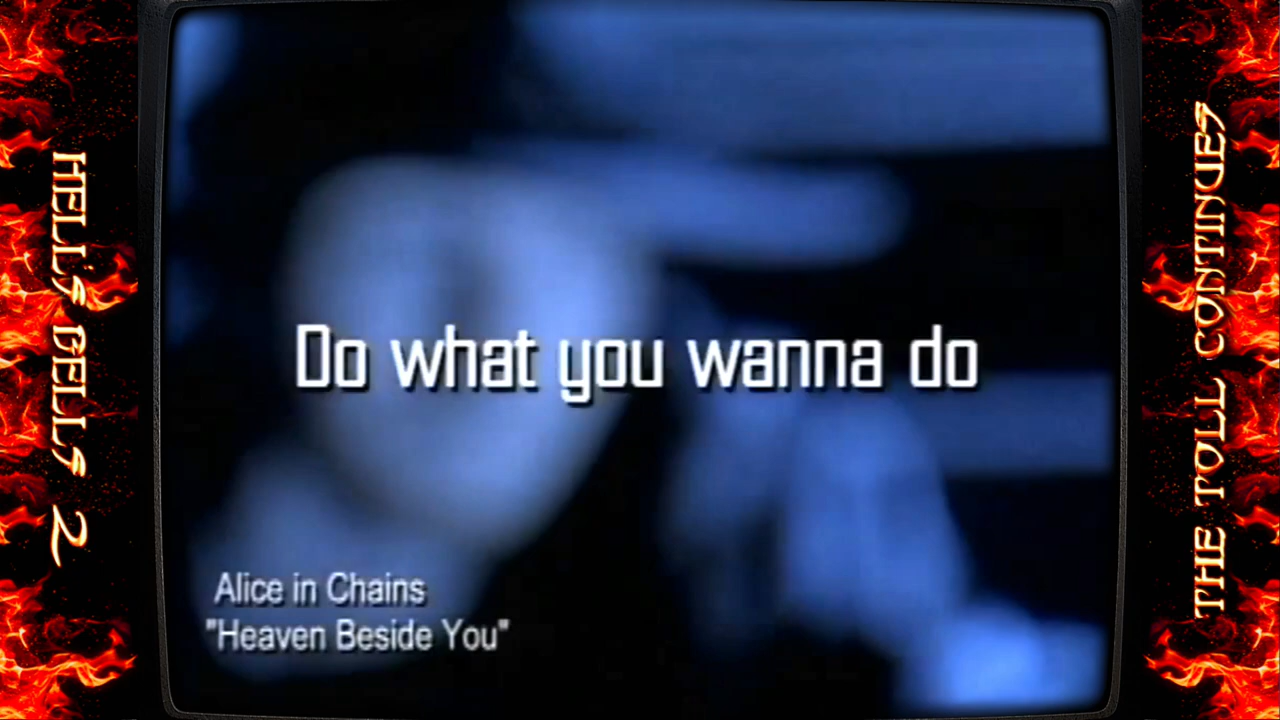 HELL'S BELLS 2
Do what you wanna do
Alice in Chains
"Heaven Beside You"
THE TOLL CONTINUES